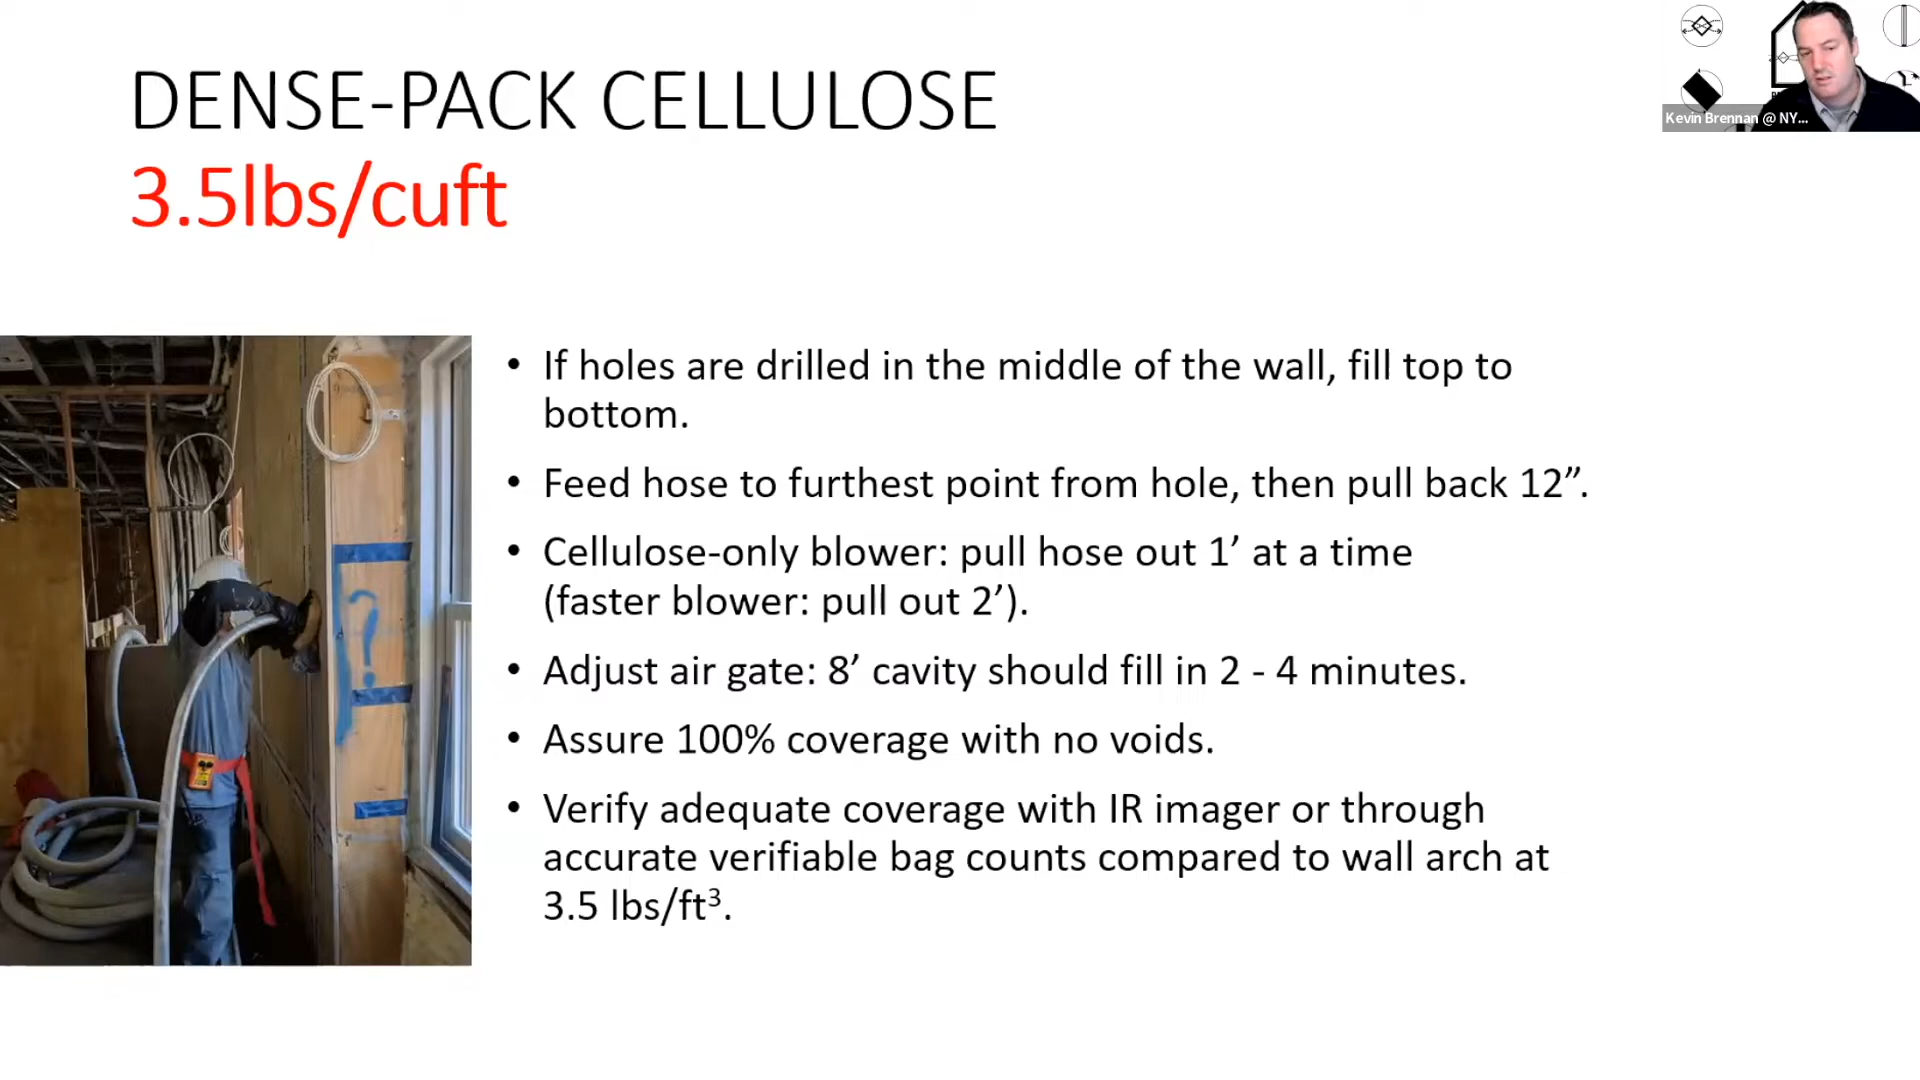 DENSE-PACK CELLULOSE
3.5lbs/cuft
Kevin Brennan @ NY...
• If holes are drilled in the middle of the wall, fill top to
bottom.
• Feed hose to furthest point from hole, then pull back 12”.
• Cellulose-only blower: pull hose out 1’ at a time
(faster blower: pull out 2’).
• Adjust air gate: 8’ cavity should fill in 2 - 4 minutes.
• Assure 100% coverage with no voids.
• Verify adequate coverage with IR imager or through
accurate verifiable bag counts compared to wall arch at
3.5 lbs/ft³.
?